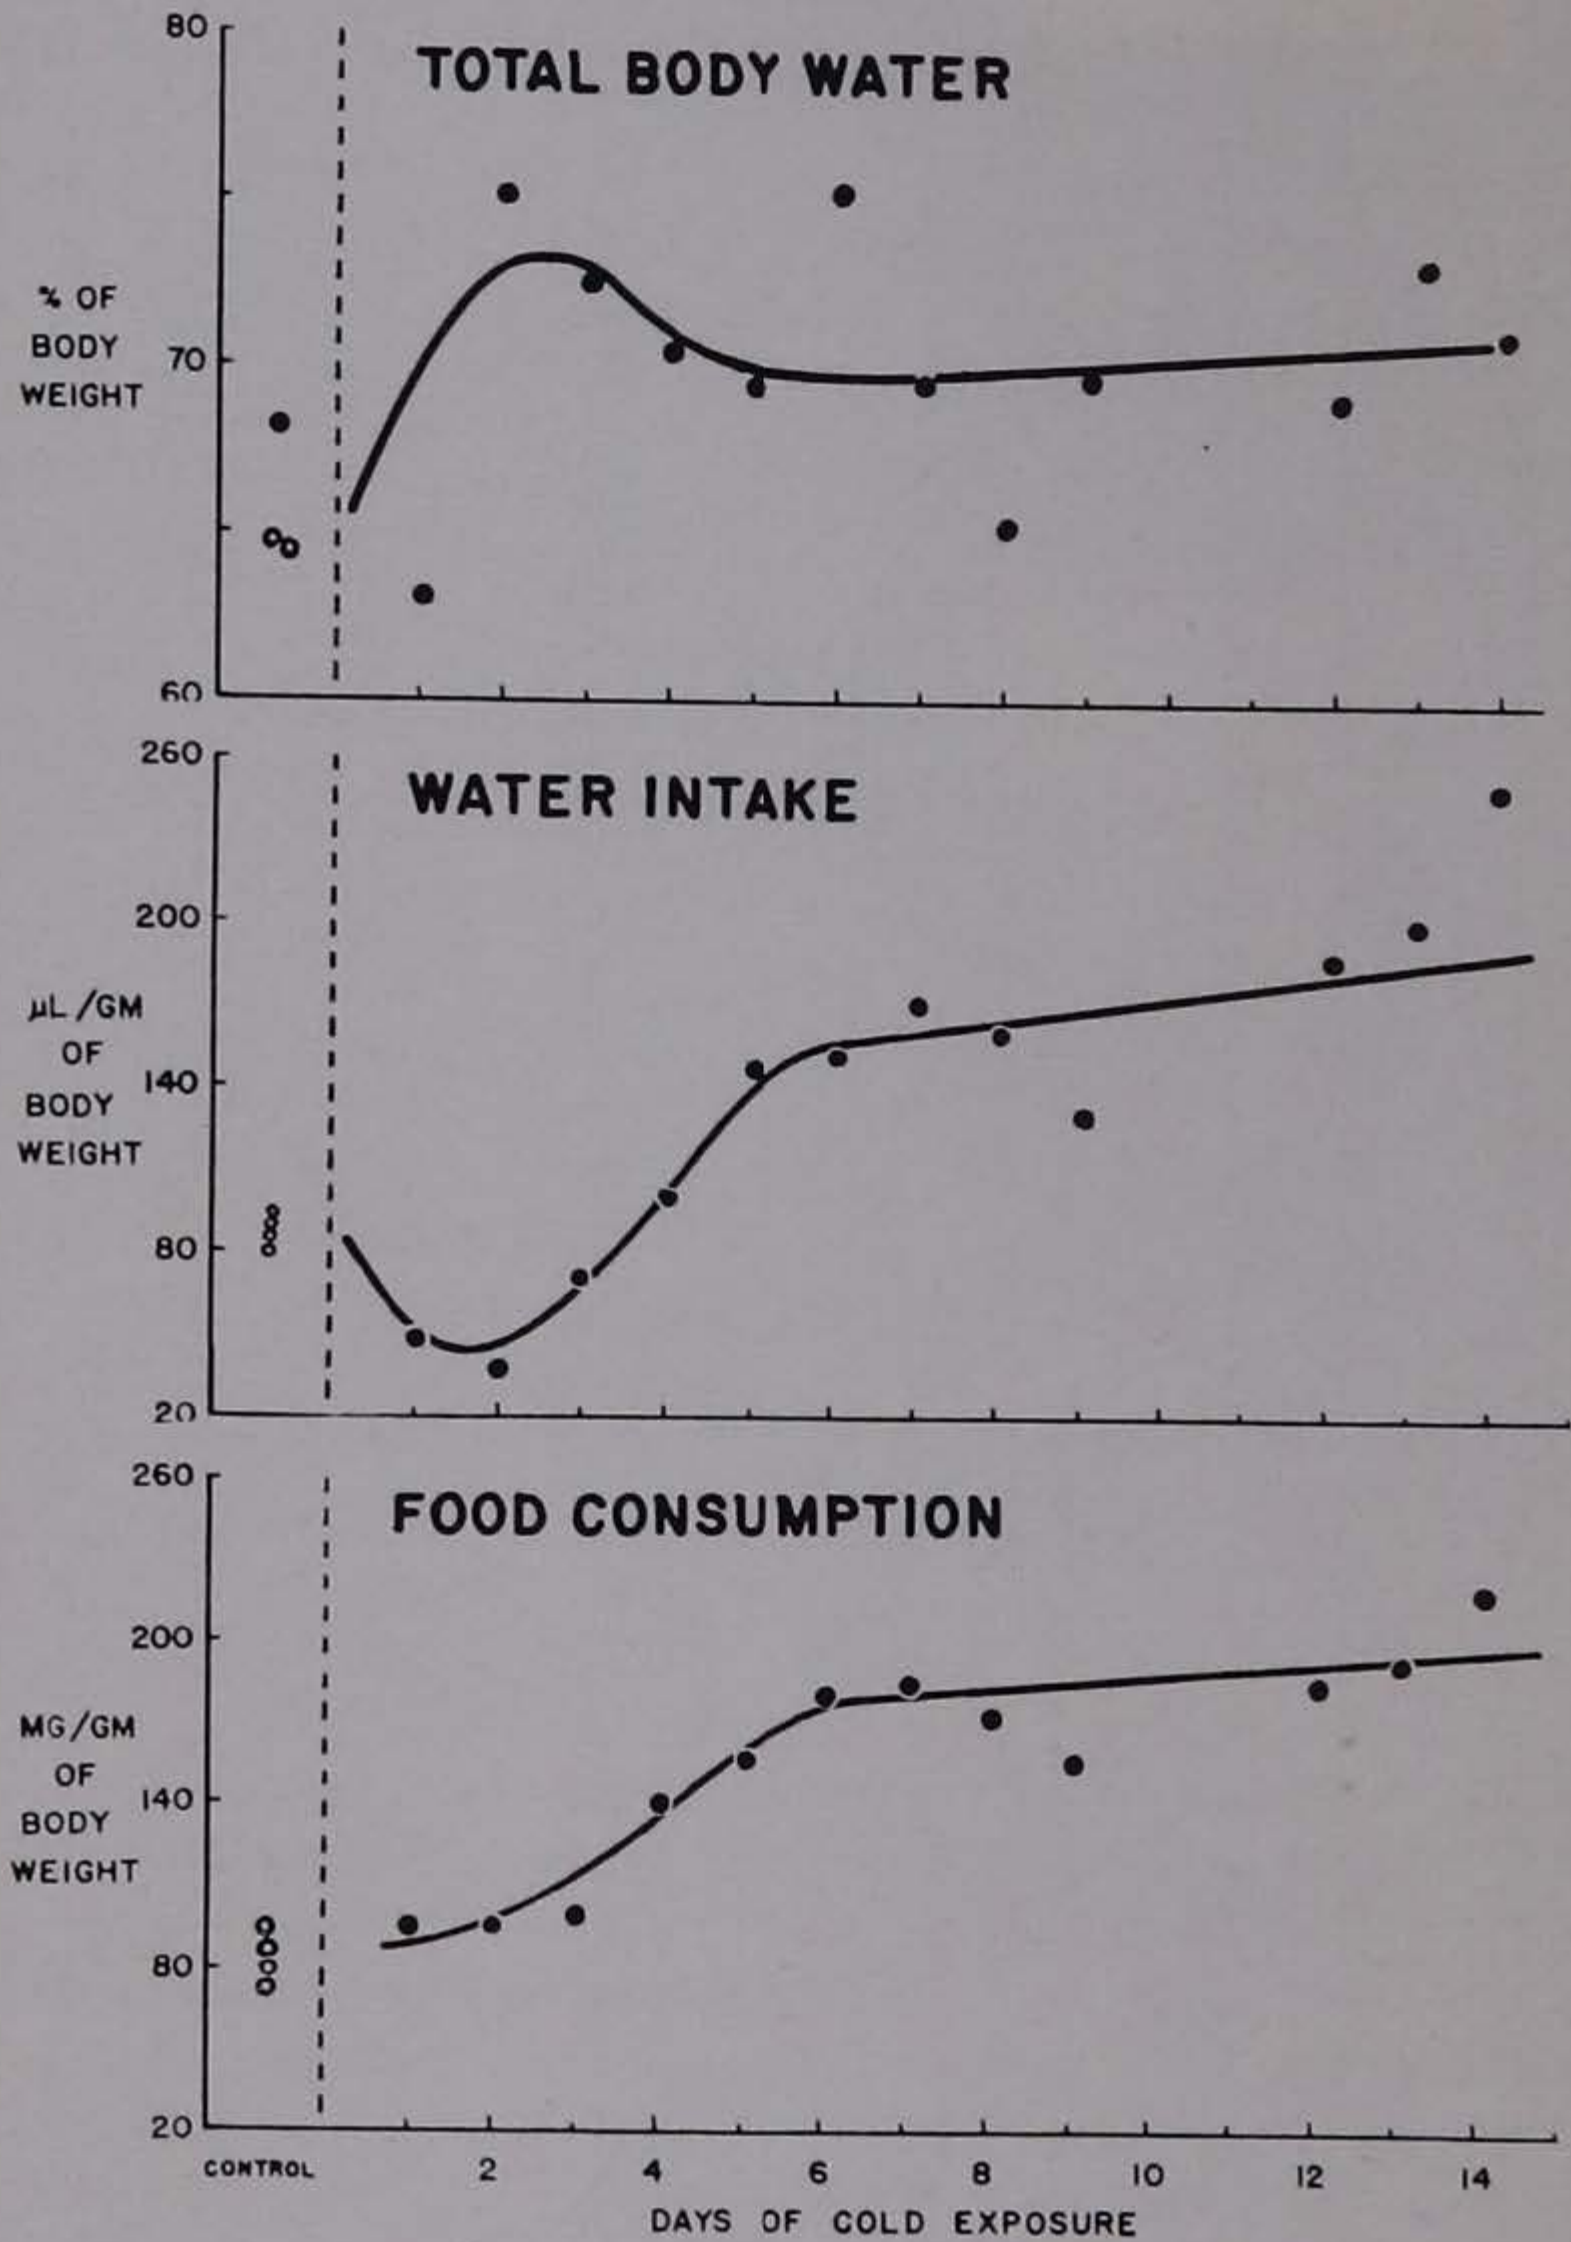 TOTAL BODY WATER
80
70
60
% OF
BODY
WEIGHT
WATER INTAKE
260
200
140
80
20
µL/GM
OF
BODY
WEIGHT
FOOD CONSUMPTION
260
200
140
80
20
MG/GM
OF
BODY
WEIGHT
CONTROL 2 4 6 8 10 12 14
DAYS OF COLD EXPOSURE